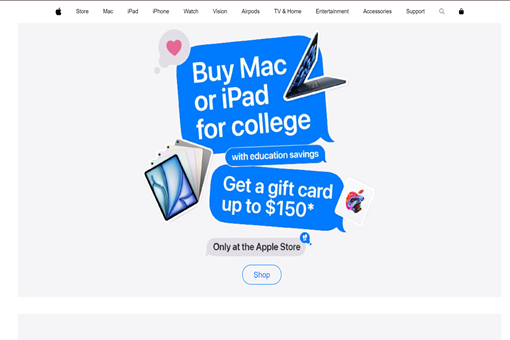 Store Mac iPad iPhone Watch Vision Airpods TV & Home Entertainment Accessories Support
Buy Mac
or iPad
for college
with education savings
Get a gift card
up to $150*
Only at the Apple Store
Shop